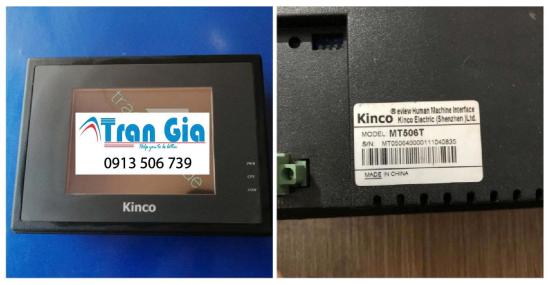 Tran Gia
Help you to be better
0913 506 739
PWR
CPU
COM
Kinco
Kinco
eview Human Machine Interface
Kinco Electric (Shenzhen) Ltd.
MODEL: MT506T
S/N: MT050640000111040835
MADE IN CHINA